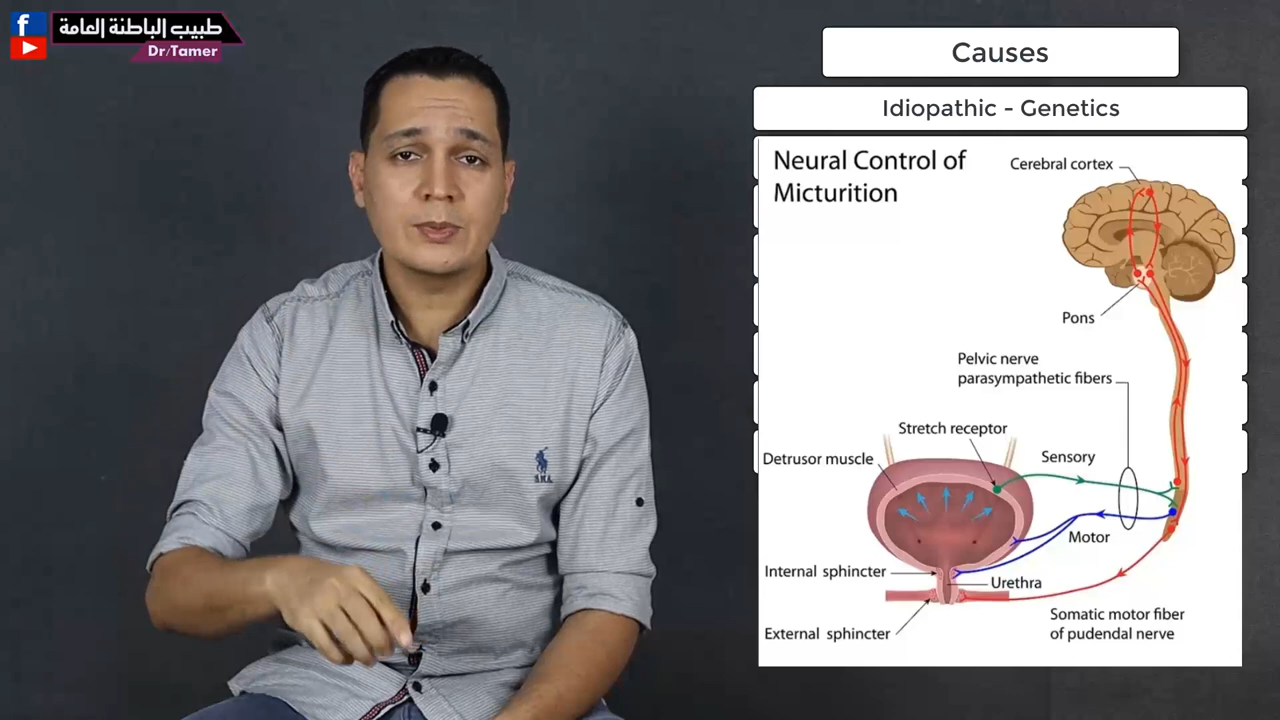 f
طبيب الباطنة العامة
Dr/Tamer
Causes
Idiopathic - Genetics
Neural Control of
Micturition
Cerebral cortex
Pons
Pelvic nerve
parasympathetic fibers
Stretch receptor
Detrusor muscle
Sensory
Motor
Internal sphincter
Urethra
External sphincter
Somatic motor fiber
of pudendal nerve